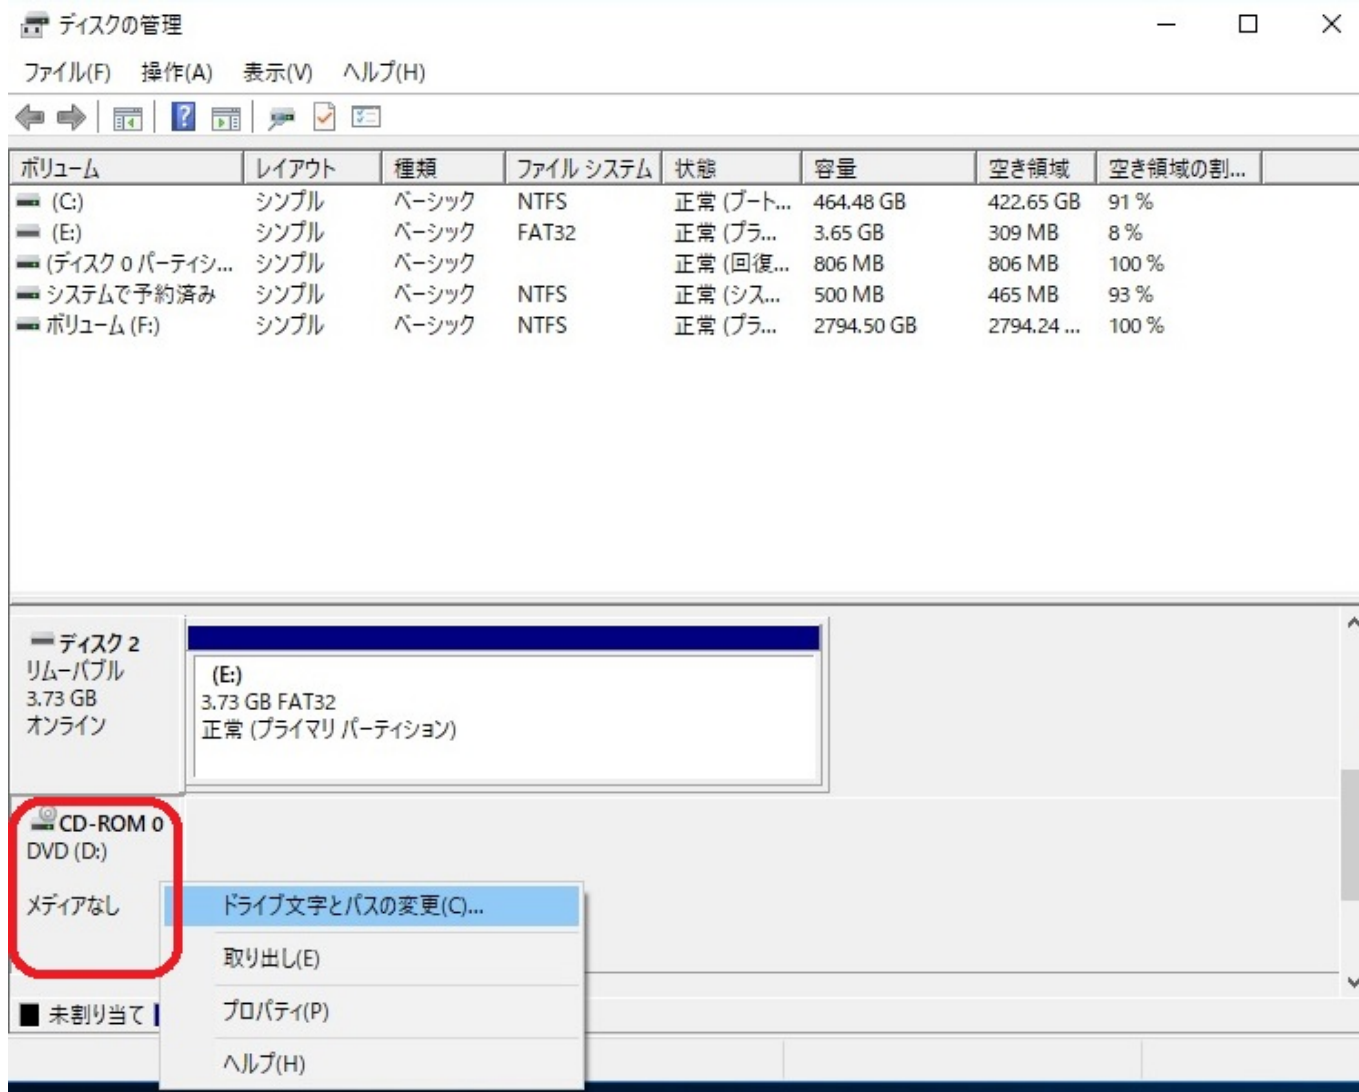 ディスクの管理
ファイル(F) 操作(A) 表示(V) ヘルプ(H)
ボリューム レイアウト 種類 ファイル システム 状態 容量 空き領域 空き領域の割...
(C:) シンプル ベーシック NTFS 正常 (ブート... 464.48 GB 422.65 GB 91 %
(E:) シンプル ベーシック FAT32 正常 (プラ... 3.65 GB 309 MB 8 %
(ディスク 0 パーティシ... シンプル ベーシック 正常 (回復... 806 MB 806 MB 100 %
システムで予約済み シンプル ベーシック NTFS 正常 (シス... 500 MB 465 MB 93 %
ボリューム (F:) シンプル ベーシック NTFS 正常 (プラ... 2794.50 GB 2794.24 ... 100 %
ディスク 2
リムーバブル
3.73 GB
オンライン
(E:)
3.73 GB FAT32
正常 (プライマリ パーティション)
CD-ROM 0
DVD (D:)
メディアなし
ドライブ文字とパスの変更(C)...
取り出し(E)
プロパティ(P)
ヘルプ(H)
未割り当て